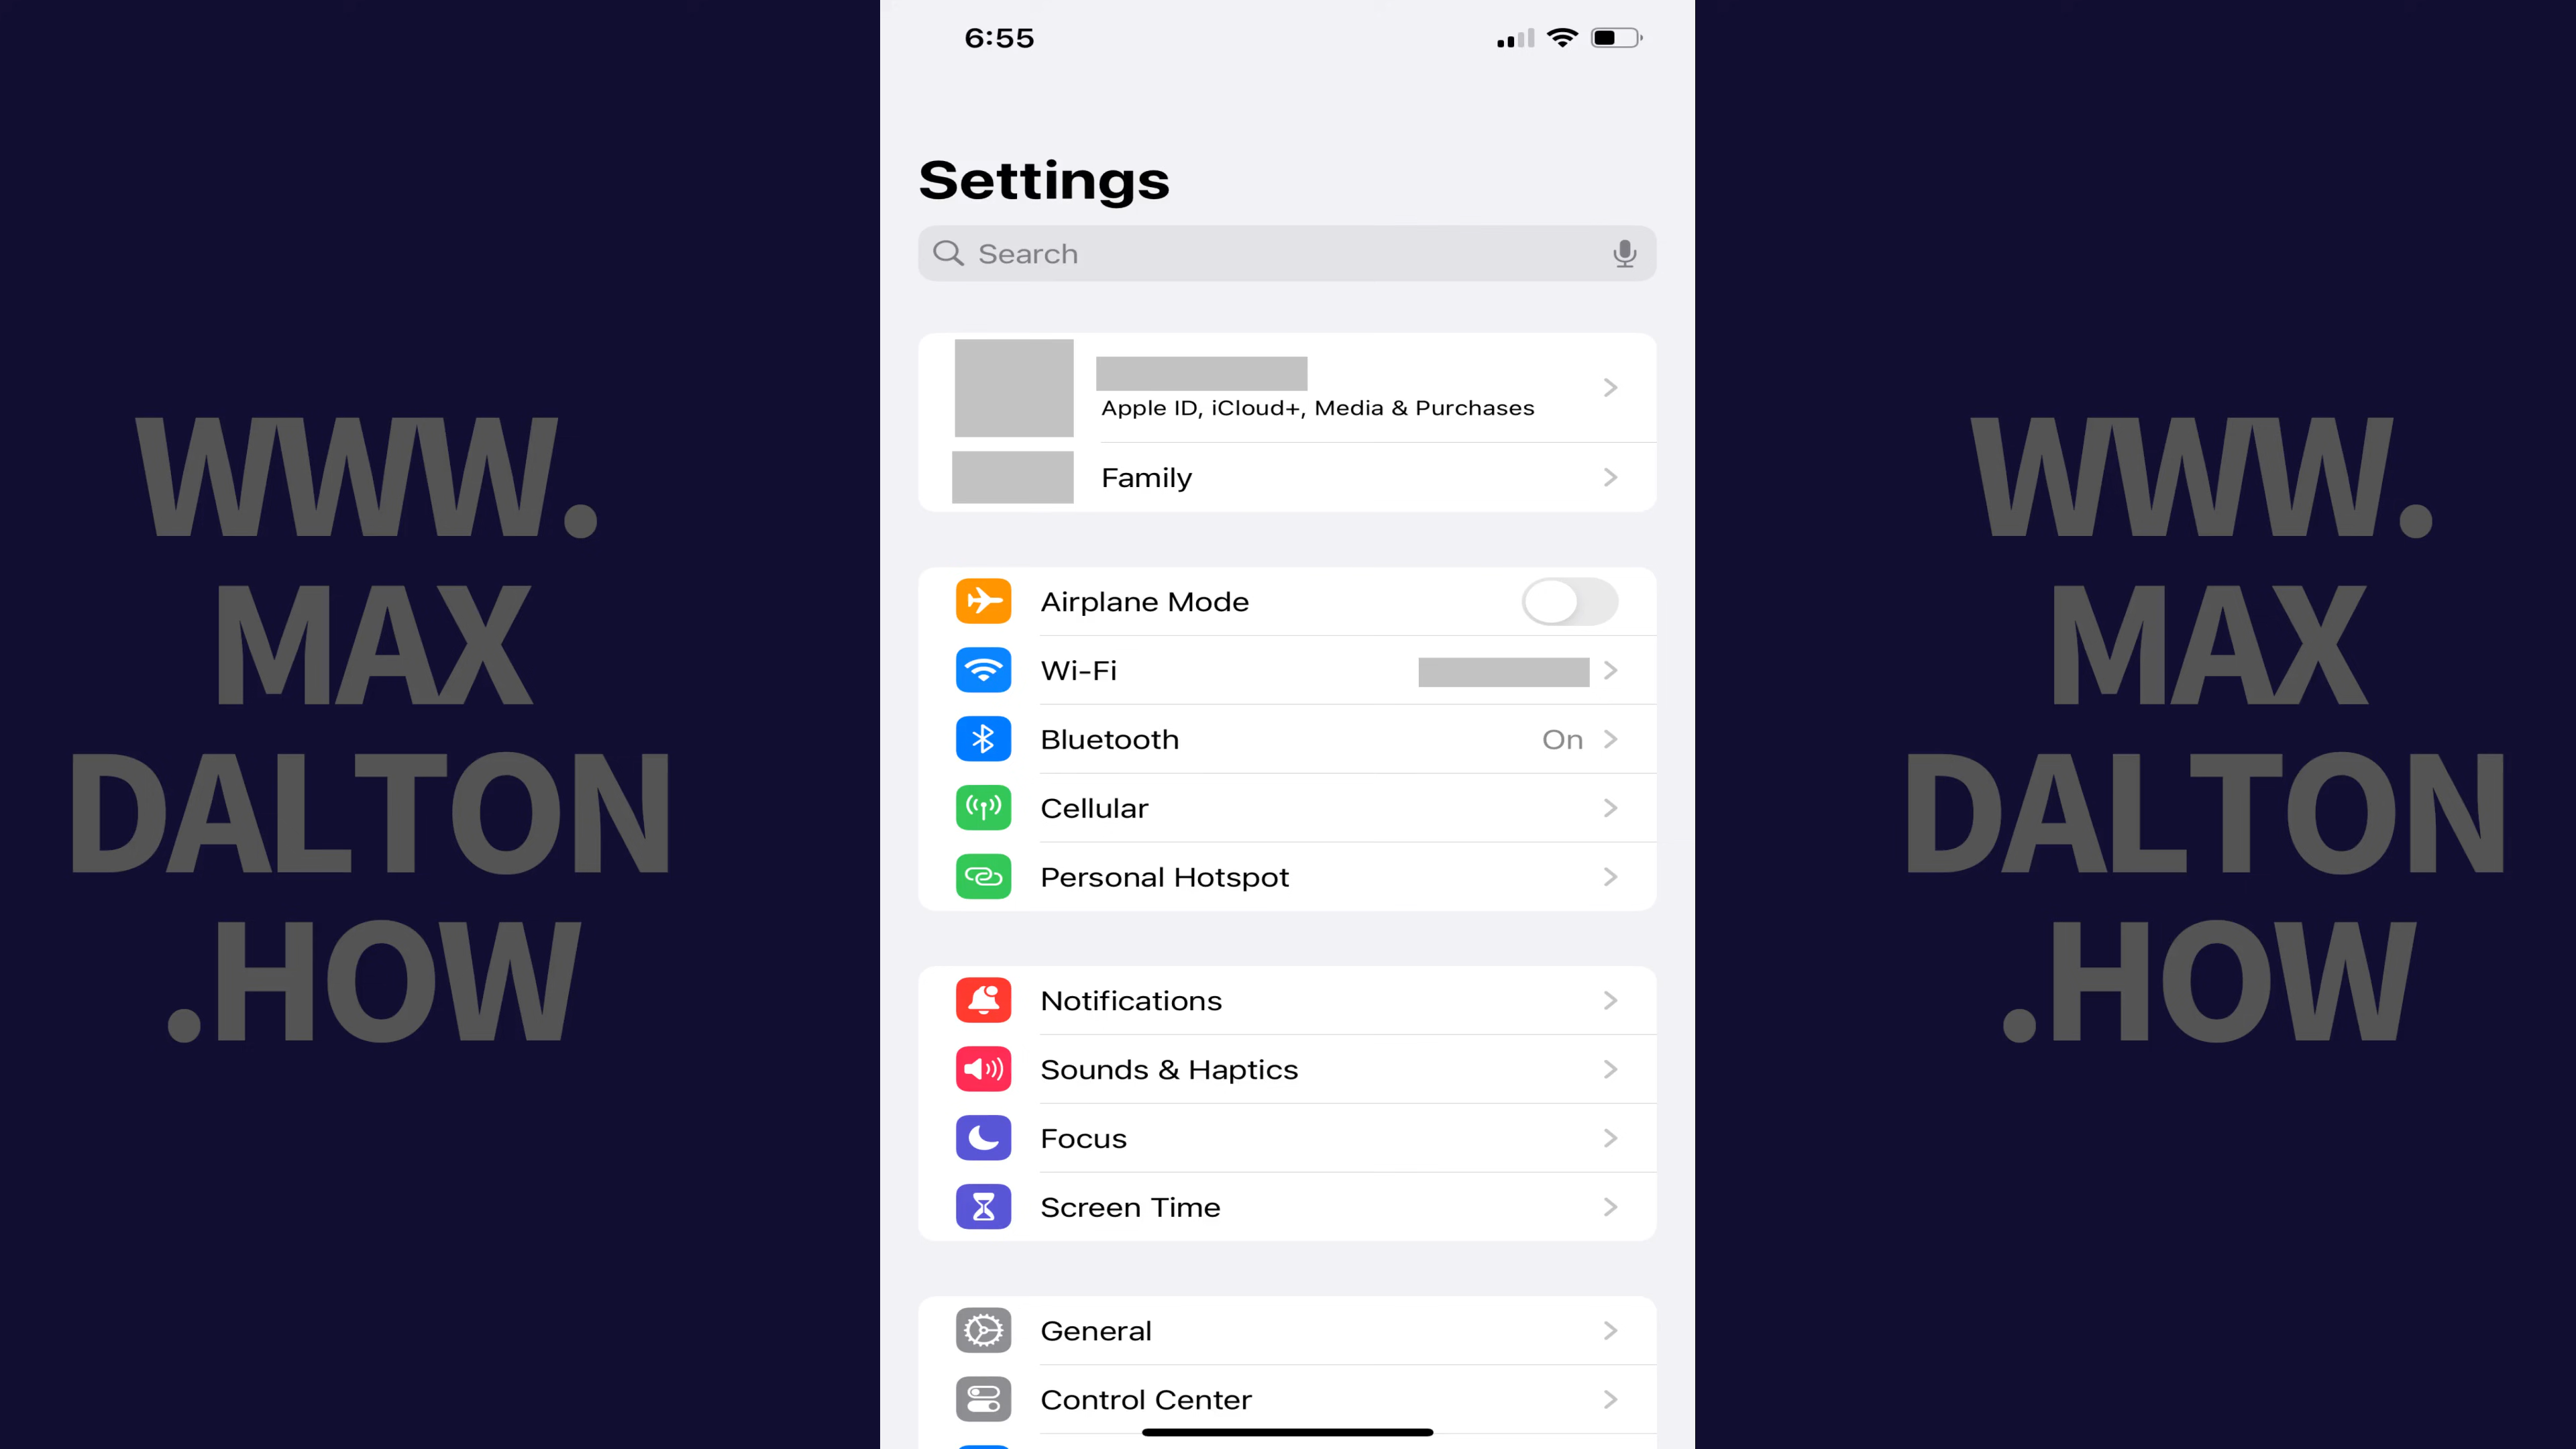 WWW.
MAX
DALTON
.HOW
6:55
Settings
Search
Apple ID, iCloud+, Media & Purchases
Family
Airplane Mode
Wi-Fi
Bluetooth On
Cellular
Personal Hotspot
Notifications
Sounds & Haptics
Focus
Screen Time
General
Control Center
WWW.
MAX
DALTON
.HOW